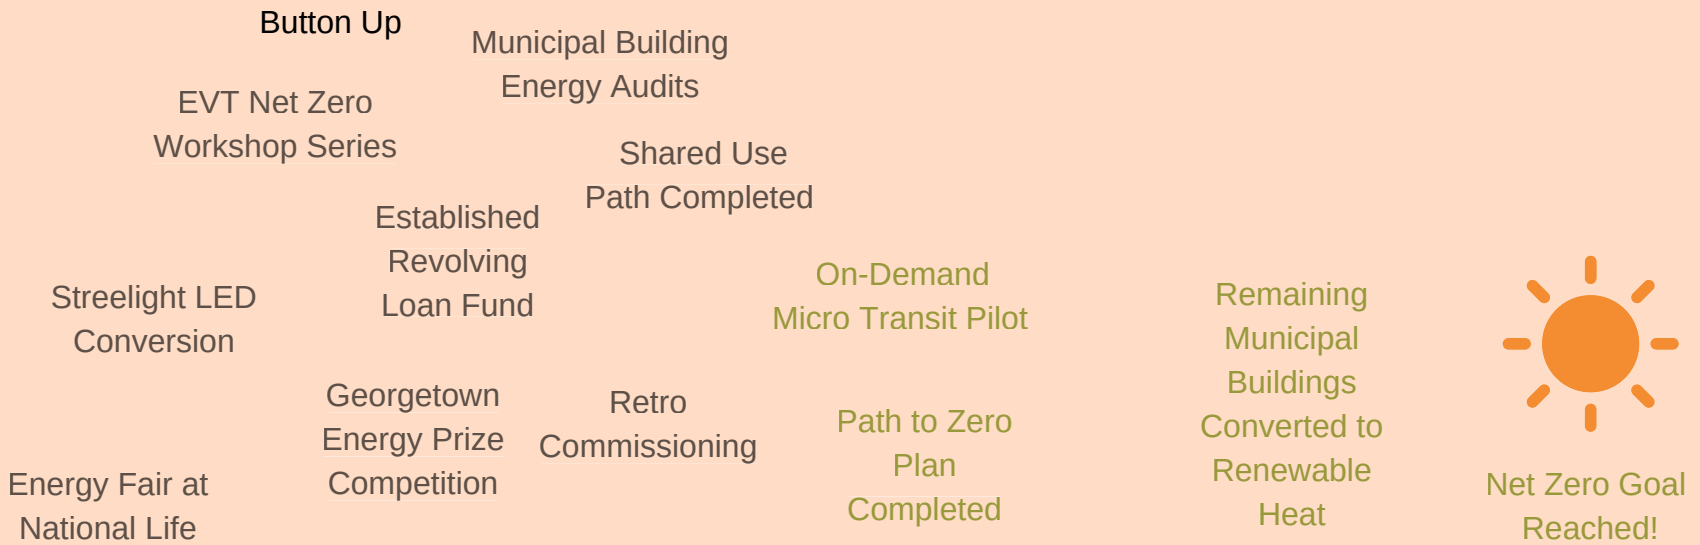 Button Up
Municipal Building
Energy Audits
EVT Net Zero
Workshop Series
Shared Use
Path Completed
Established
Revolving
Loan Fund
Streelight LED
Conversion
On-Demand
Micro Transit Pilot
Remaining
Municipal
Buildings
Converted to
Renewable
Heat
Georgetown
Energy Prize
Competition
Retro
Commissioning
Path to Zero
Plan
Completed
Energy Fair at
National Life
Net Zero Goal
Reached!